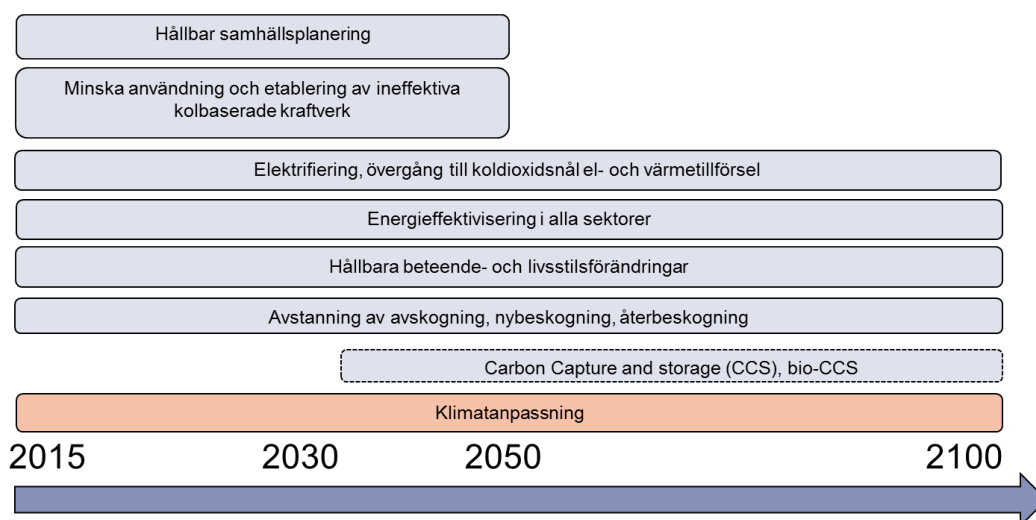 Hållbar samhällsplanering
Minska användning och etablering av ineffektiva
kolbaserade kraftverk
Elektrifiering, övergång till koldioxidsnål el- och värmetillförsel
Energieffektivisering i alla sektorer
Hållbara beteende- och livsstilsförändringar
Avstanning av avskogning, nybeskogning, återbeskogning
Carbon Capture and storage (CCS), bio-CCS
Klimatanpassning
2015 2030 2050 2100